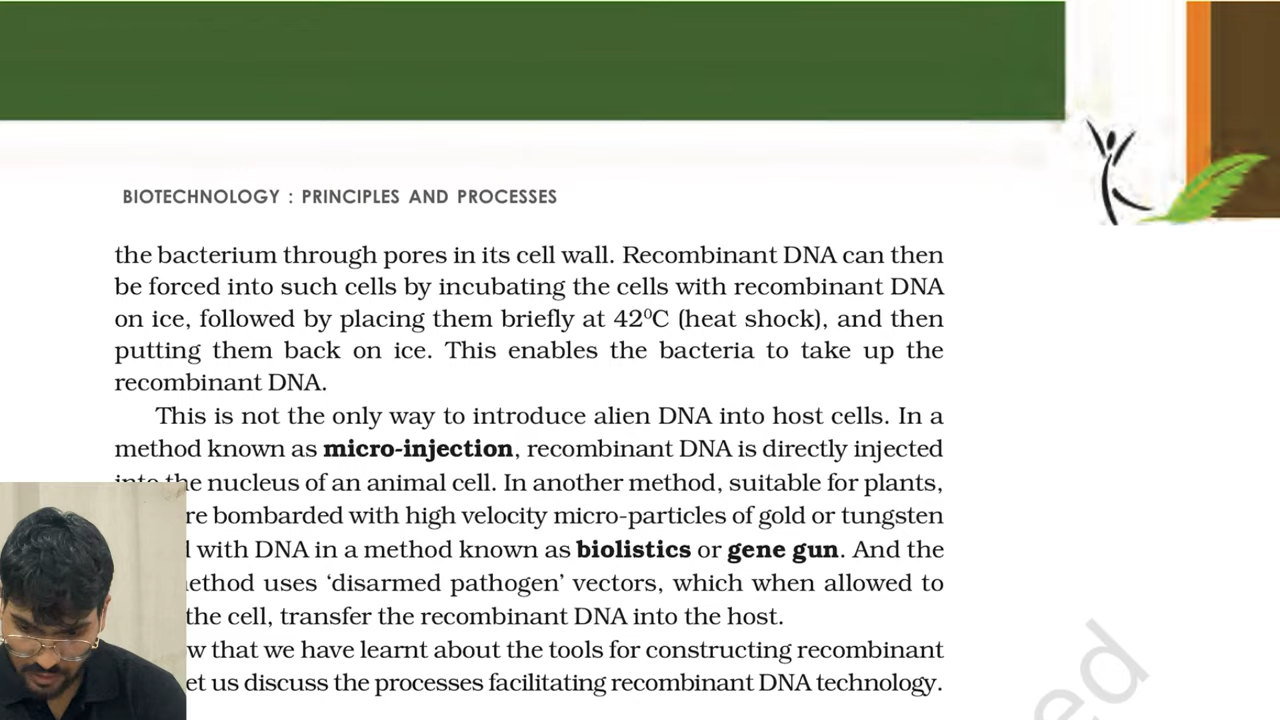 BIOTECHNOLOGY : PRINCIPLES AND PROCESSES
the bacterium through pores in its cell wall. Recombinant DNA can then
be forced into such cells by incubating the cells with recombinant DNA
on ice, followed by placing them briefly at 42⁰C (heat shock), and then
putting them back on ice. This enables the bacteria to take up the
recombinant DNA.
This is not the only way to introduce alien DNA into host cells. In a
method known as micro-injection, recombinant DNA is directly injected
into the nucleus of an animal cell. In another method, suitable for plants,
bombarded with high velocity micro-particles of gold or tungsten
with DNA in a method known as biolistics or gene gun. And the
method uses ‘disarmed pathogen’ vectors, which when allowed to
the cell, transfer the recombinant DNA into the host.
that we have learnt about the tools for constructing recombinant
us discuss the processes facilitating recombinant DNA technology.